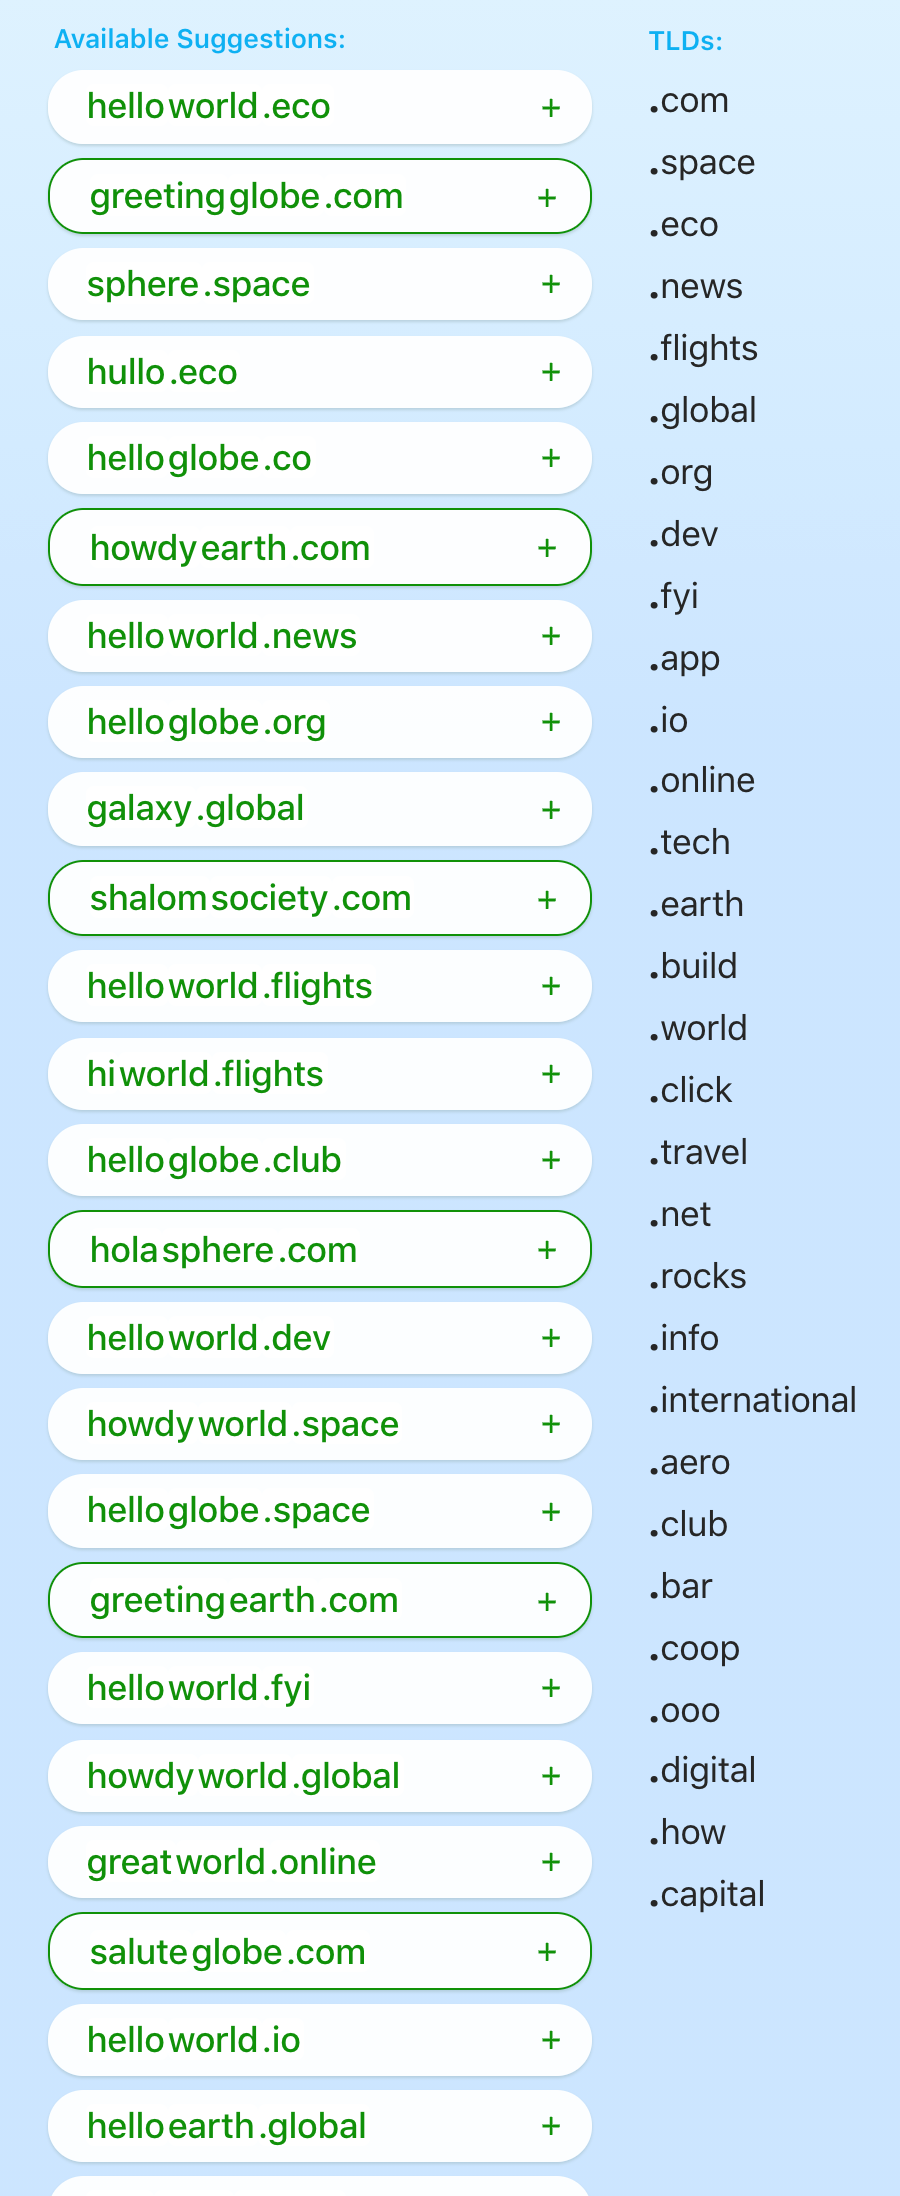 Available Suggestions:
helloworld.eco +
greetingglobe.com +
sphere.space +
hullo.eco +
helloglobe.co +
howdyearth.com +
helloworld.news +
helloglobe.org +
galaxy.global +
shalomsociety.com +
helloworld.flights +
hiworld.flights +
helloglobe.club +
holasphere.com +
helloworld.dev +
howdyworld.space +
helloglobe.space +
greetingearth.com +
helloworld.fyi +
howdyworld.global +
greatworld.online +
saluteglobe.com +
helloworld.io +
helloearth.global +
TLDs:
.com
.space
.eco
.news
.flights
.global
.org
.dev
.fyi
.app
.io
.online
.tech
.earth
.build
.world
.click
.travel
.net
.rocks
.info
.international
.aero
.club
.bar
.coop
.ooo
.digital
.how
.capital